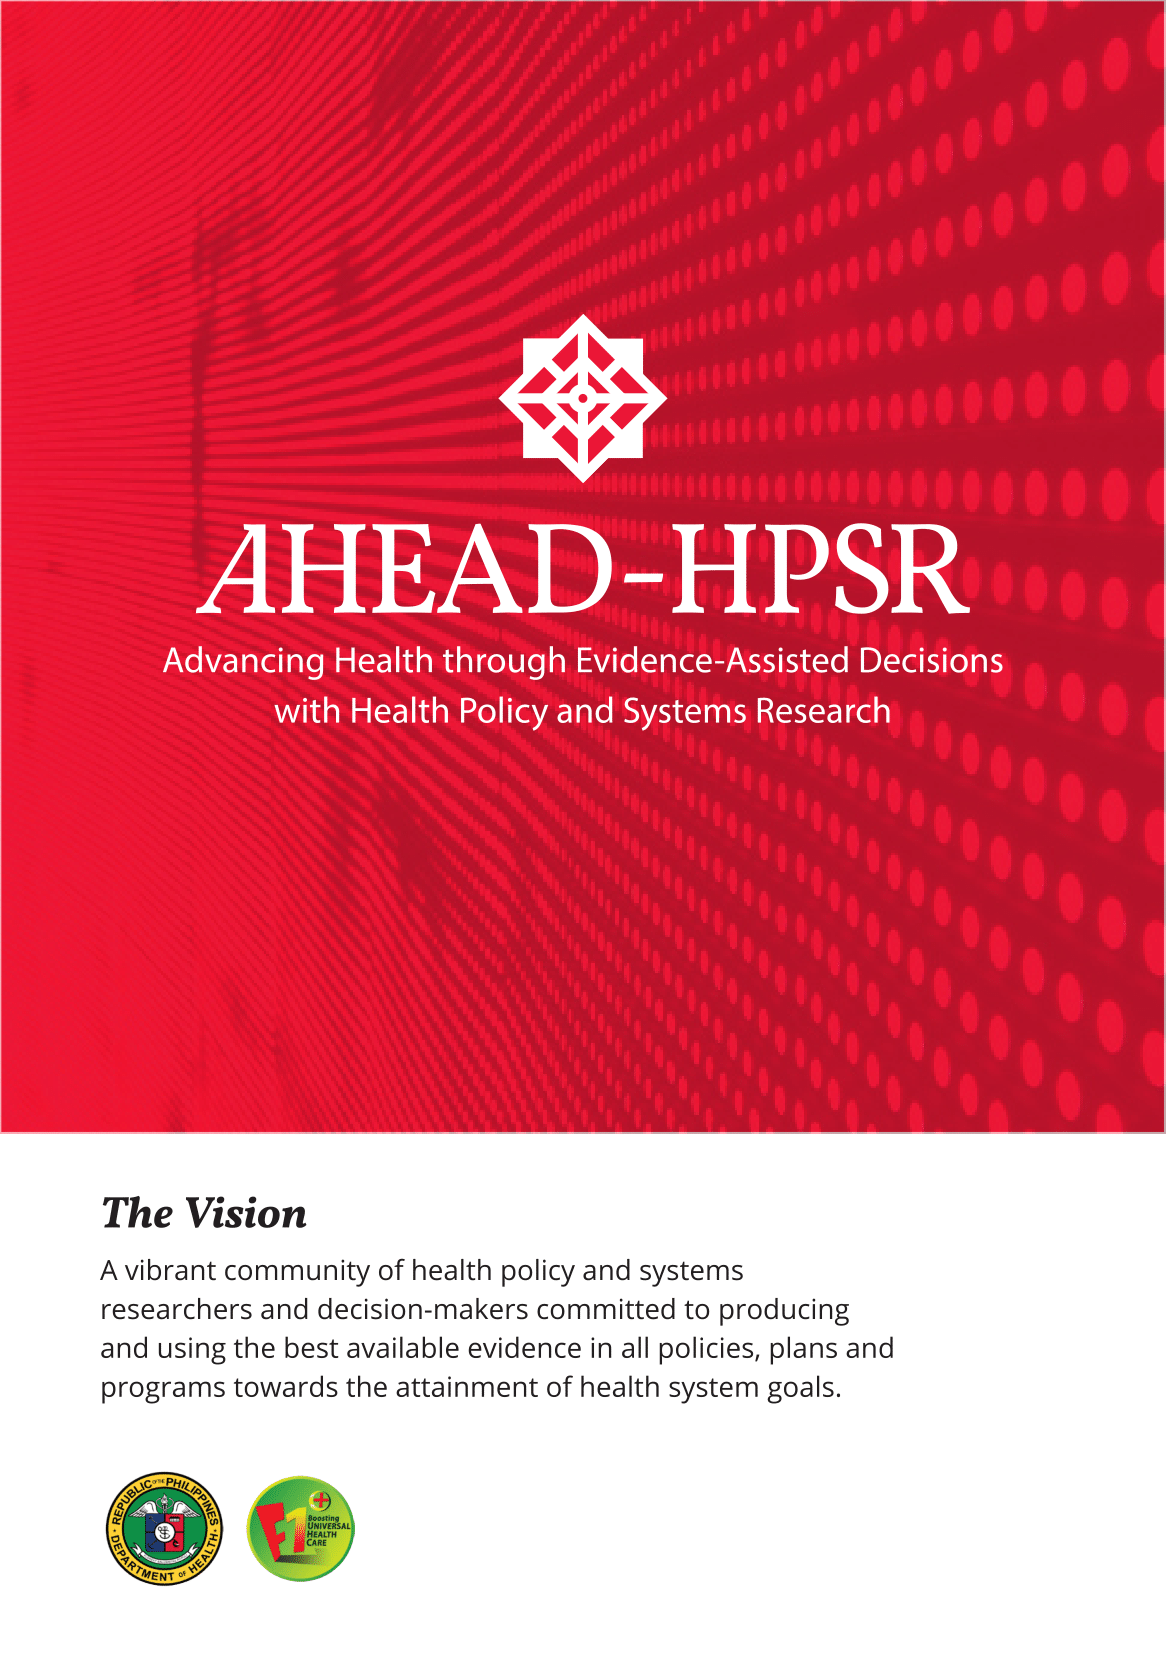 AHEAD-HPSR
Advancing Health through Evidence-Assisted Decisions
with Health Policy and Systems Research
The Vision
A vibrant community of health policy and systems
researchers and decision-makers committed to producing
and using the best available evidence in all policies, plans and
programs towards the attainment of health system goals.
REPUBLIC OF THE PHILIPPINES
DEPARTMENT OF HEALTH
F1
Boosting
UNIVERSAL
HEALTH
CARE